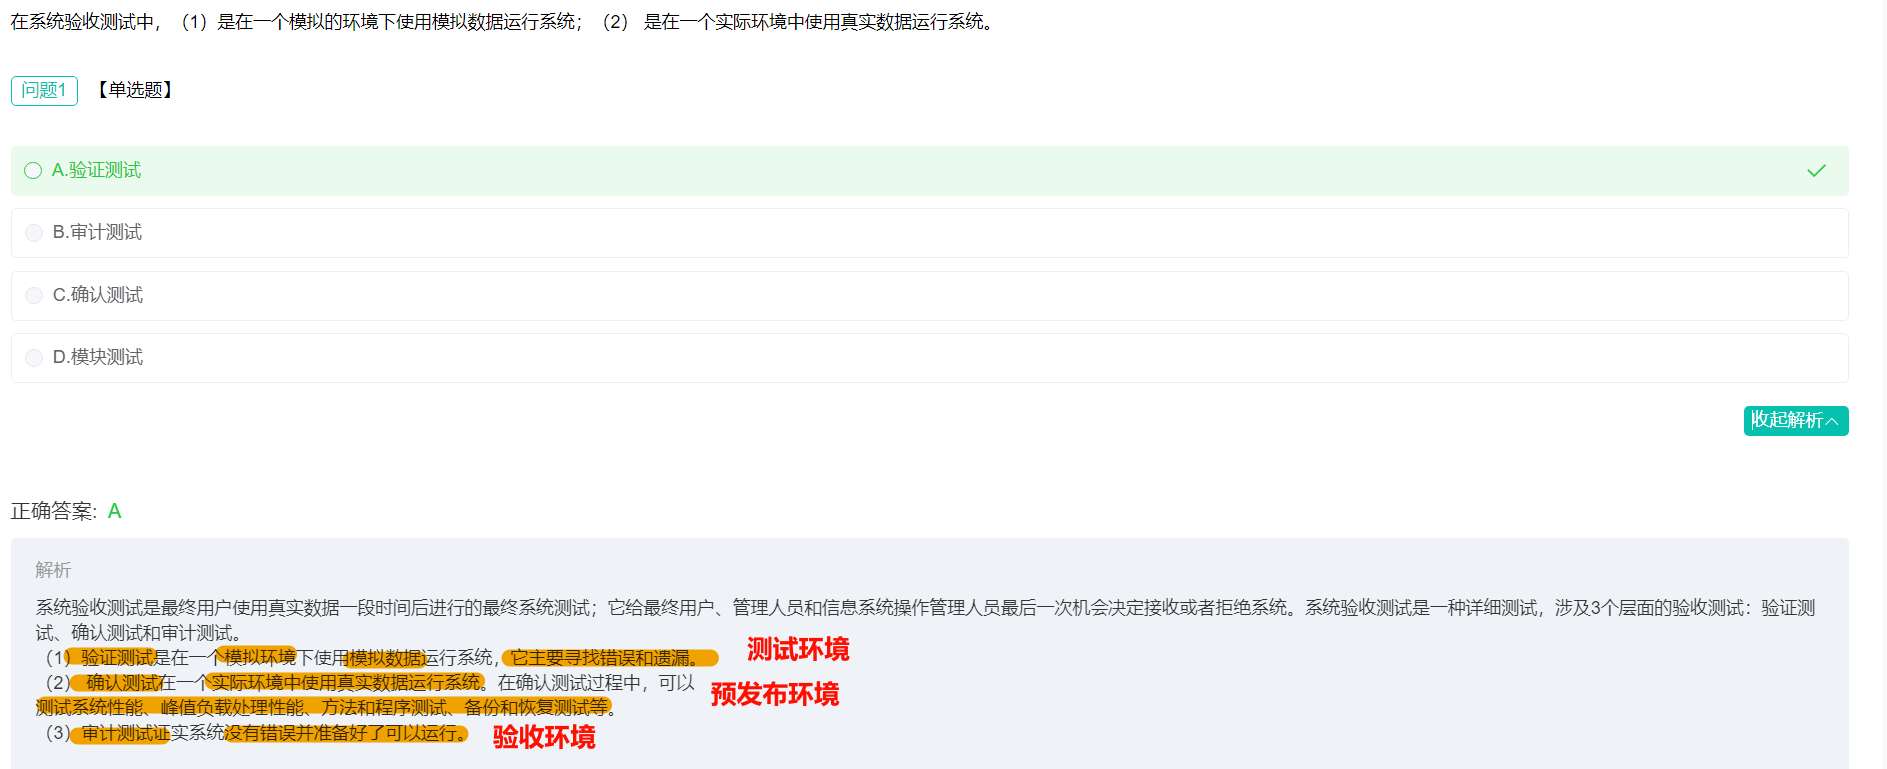 在系统验收测试中，（1）是在一个模拟的环境下使用模拟数据运行系统；（2） 是在一个实际环境中使用真实数据运行系统。
问题1 【单选题】
A.验证测试
B.审计测试
C.确认测试
D.模块测试
收起解析
正确答案: A
解析
系统验收测试是最终用户使用真实数据一段时间后进行的最终系统测试；它给最终用户、管理人员和信息系统操作管理人员最后一次机会决定接收或者拒绝系统。系统验收测试是一种详细测试，涉及3个层面的验收测试：验证测
试、确认测试和审计测试。
（1）验证测试是在一个模拟环境下使用模拟数据运行系统，它主要寻找错误和遗漏。 测试环境
（2） 确认测试在一个实际环境中使用真实数据运行系统。在确认测试过程中，可以 预发布环境
测试系统性能、峰值负载处理性能、方法和程序测试、备份和恢复测试等。
（3）审计测试证实系统没有错误并准备好了可以运行。 验收环境